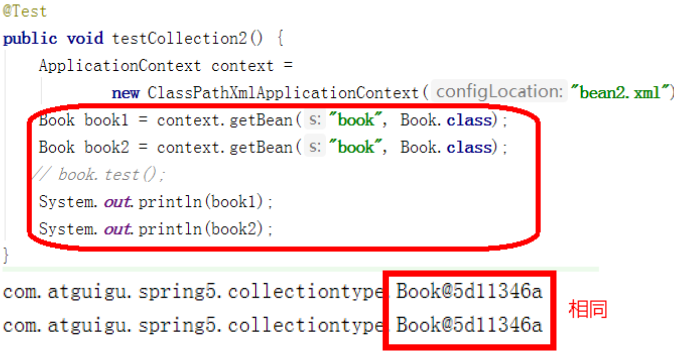 @Test
public void testCollection2() {
ApplicationContext context =
new ClassPathXmlApplicationContext( configLocation: "bean2.xml")
Book book1 = context.getBean( s: "book", Book.class);
Book book2 = context.getBean( s: "book", Book.class);
// book.test();
System.out.println(book1);
System.out.println(book2);
}
com.atguigu.spring5.collectiontype.Book@5d11346a
com.atguigu.spring5.collectiontype.Book@5d11346a
相同